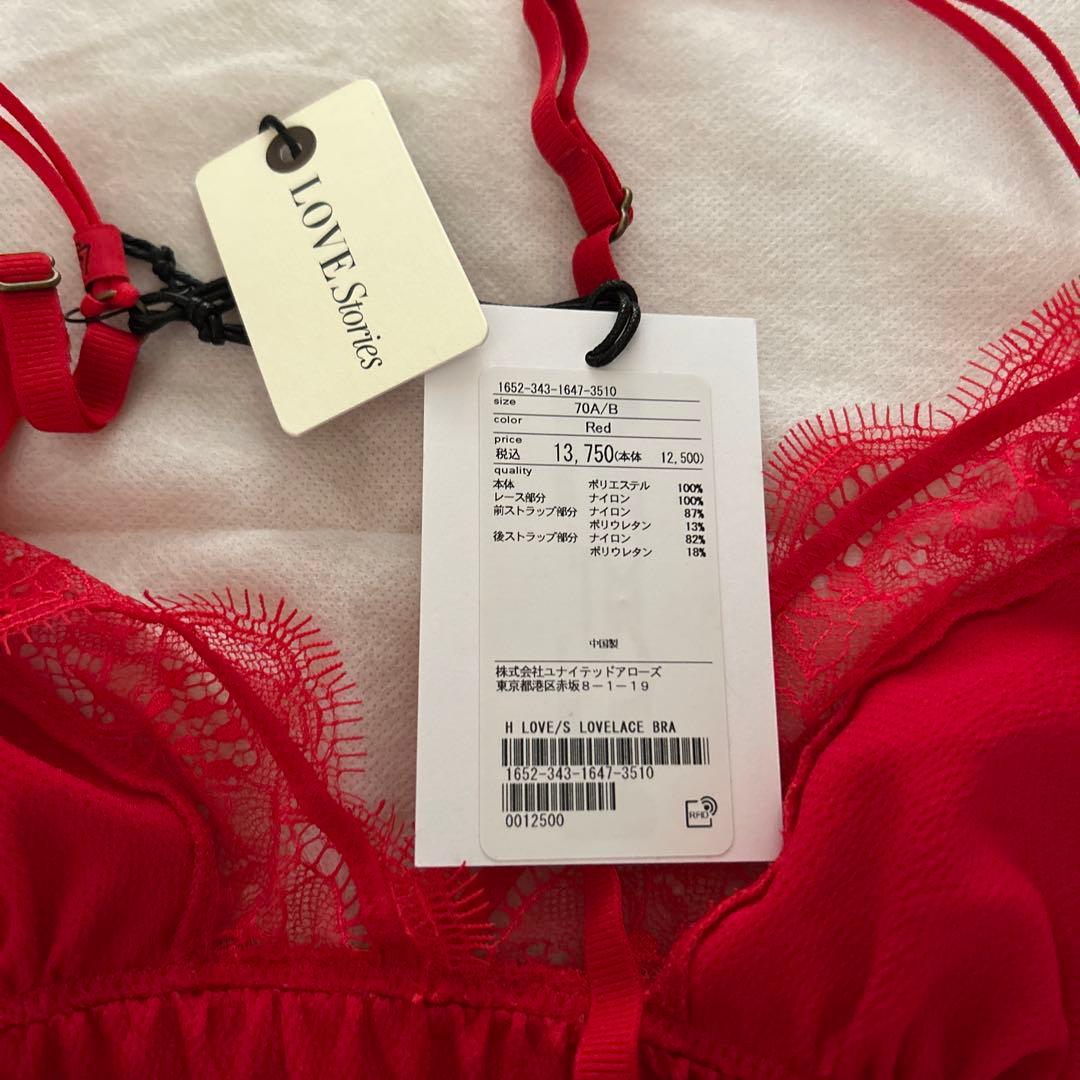 LOVE Stories
1652-343-1647-3510
size 70A/B
color Red
price
税込 13,750(本体 12,500)
quality
本体 ポリエステル 100%
レース部分 ナイロン 100%
前ストラップ部分 ナイロン 87%
ポリウレタン 13%
後ストラップ部分 ナイロン 82%
ポリウレタン 18%
中国製
株式会社ユナイテッドアローズ
東京都港区赤坂8-1-19
H LOVE/S LOVELACE BRA
1652-343-1647-3510
0012500
RFID